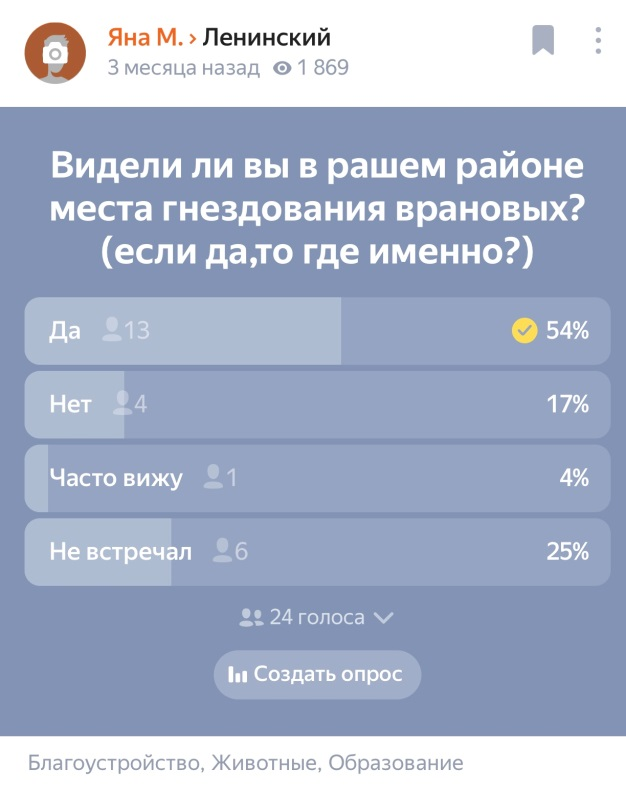 Яна М. › Ленинский
3 месяца назад 1 869
Видели ли вы в рашем районе
места гнездования врановых?
(если да,то где именно?)
Да 13 54%
Нет 4 17%
Часто вижу 1 4%
Не встречал 6 25%
24 голоса
Создать опрос
Благоустройство, Животные, Образование